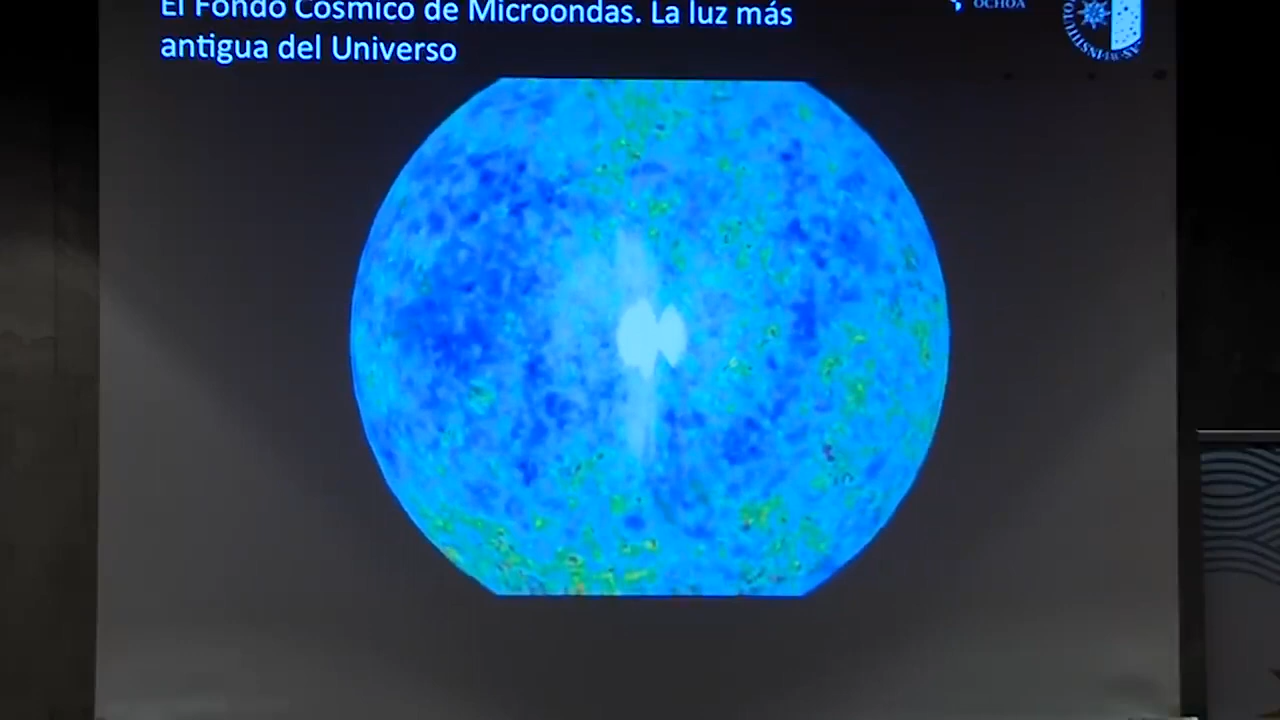 El Fondo Cósmico de Microondas. La luz más
antigua del Universo
OCHOA